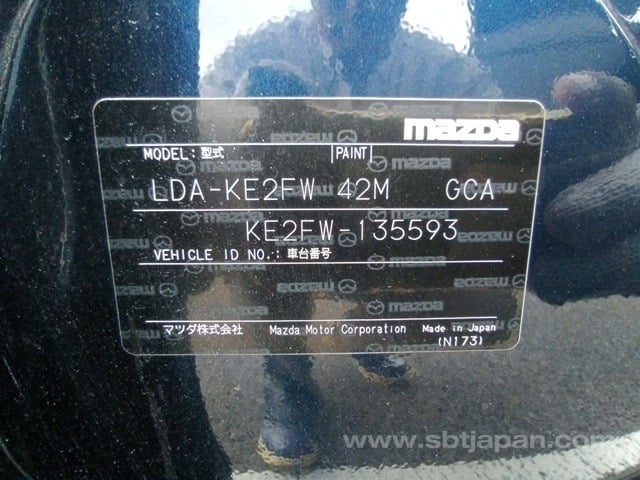 mazda
MODEL: 型式 PAINT
LDA-KE2FW 42M GCA
KE2FW-135593
VEHICLE ID NO.: 車台番号
マツダ株式会社 Mazda Motor Corporation Made in Japan
(N173)
www.sbtjapan.com